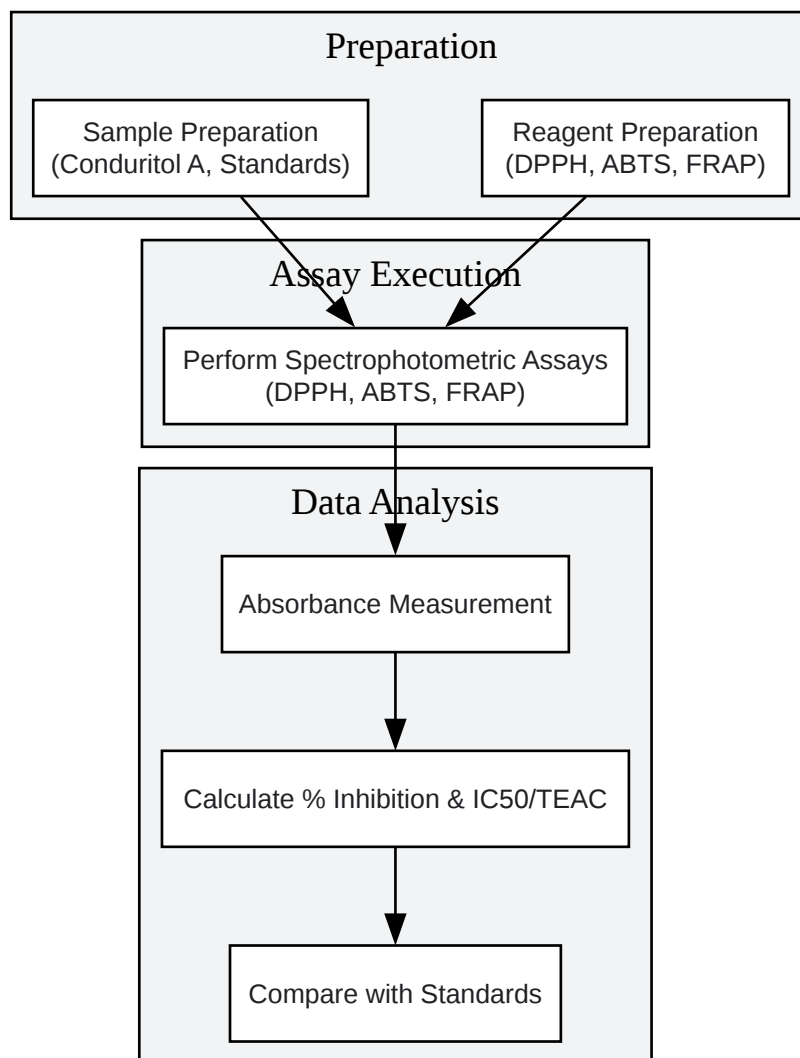 Preparation
Sample Preparation
(Conduritol A, Standards)
Reagent Preparation
(DPPH, ABTS, FRAP)
Assay Execution
Perform Spectrophotometric Assays
(DPPH, ABTS, FRAP)
Data Analysis
Absorbance Measurement
Calculate % Inhibition & IC50/TEAC
Compare with Standards